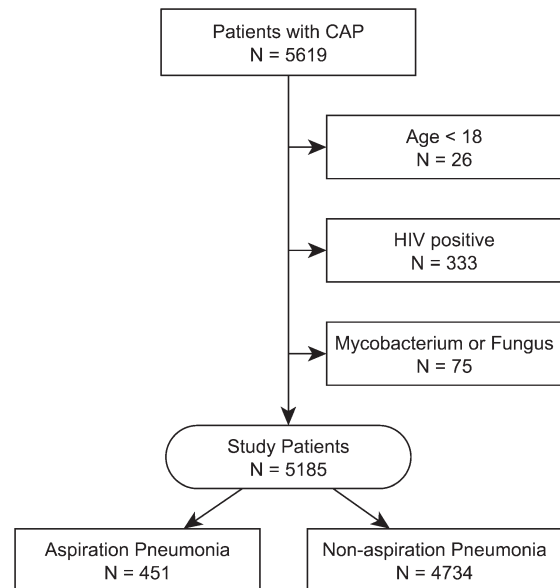 Patients with CAP
N = 5619
Age < 18
N = 26
HIV positive
N = 333
Mycobacterium or Fungus
N = 75
Study Patients
N = 5185
Aspiration Pneumonia
N = 451
Non-aspiration Pneumonia
N = 4734